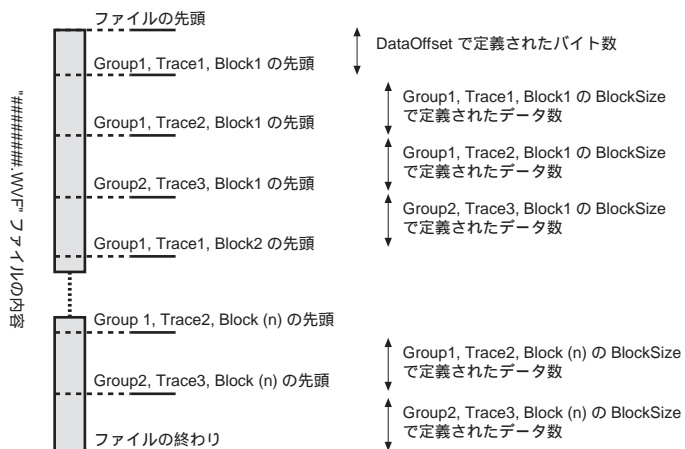 ファイルの先頭
DataOffset で定義されたバイト数
Group1, Trace1, Block1 の先頭
Group1, Trace1, Block1 の BlockSize
で定義されたデータ数
Group1, Trace2, Block1 の先頭
Group1, Trace2, Block1 の BlockSize
で定義されたデータ数
Group2, Trace3, Block1 の先頭
Group2, Trace3, Block1 の BlockSize
で定義されたデータ数
Group1, Trace1, Block2 の先頭
"########.WVF" ファイルの内容
Group 1, Trace2, Block (n) の先頭
Group1, Trace2, Block (n) の BlockSize
で定義されたデータ数
Group2, Trace3, Block (n) の先頭
Group2, Trace3, Block (n) の BlockSize
で定義されたデータ数
ファイルの終わり